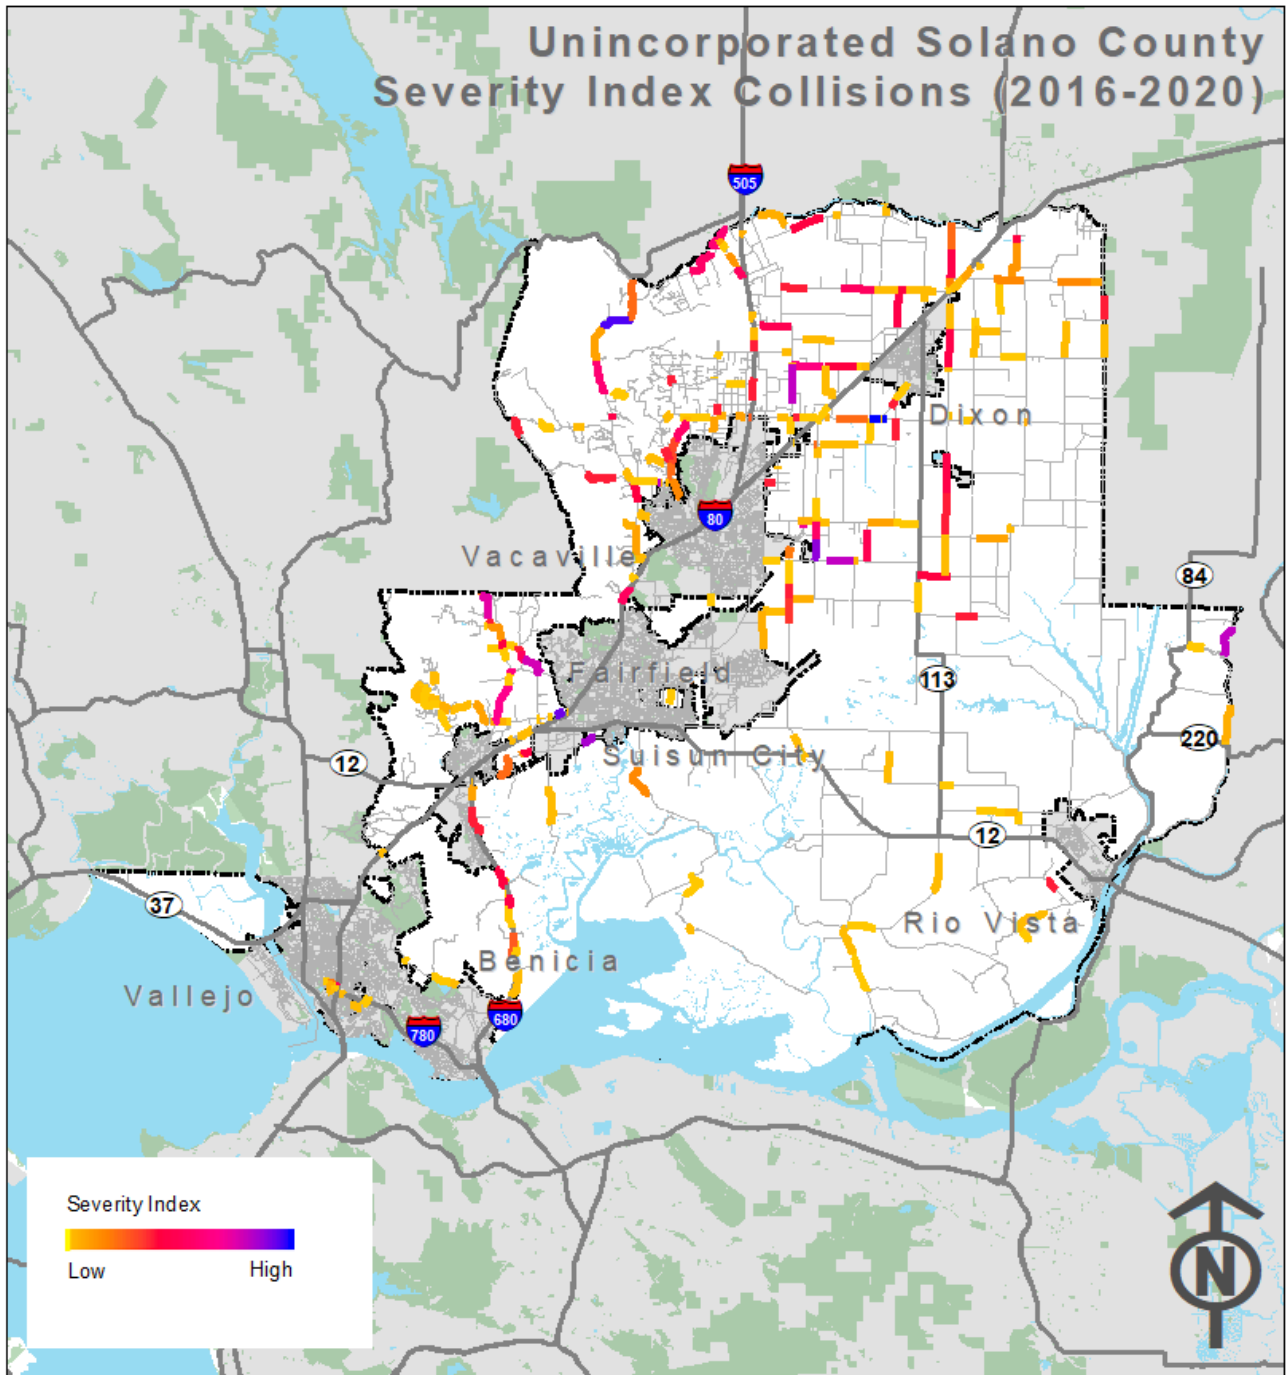 Unincorporated Solano County
Severity Index Collisions (2016-2020)
505
Dixon
80
Vacaville
84
Fairfield
113
220
Suisun City
12
12
37
Rio Vista
Benicia
Vallejo
680
780
Severity Index
Low High
N